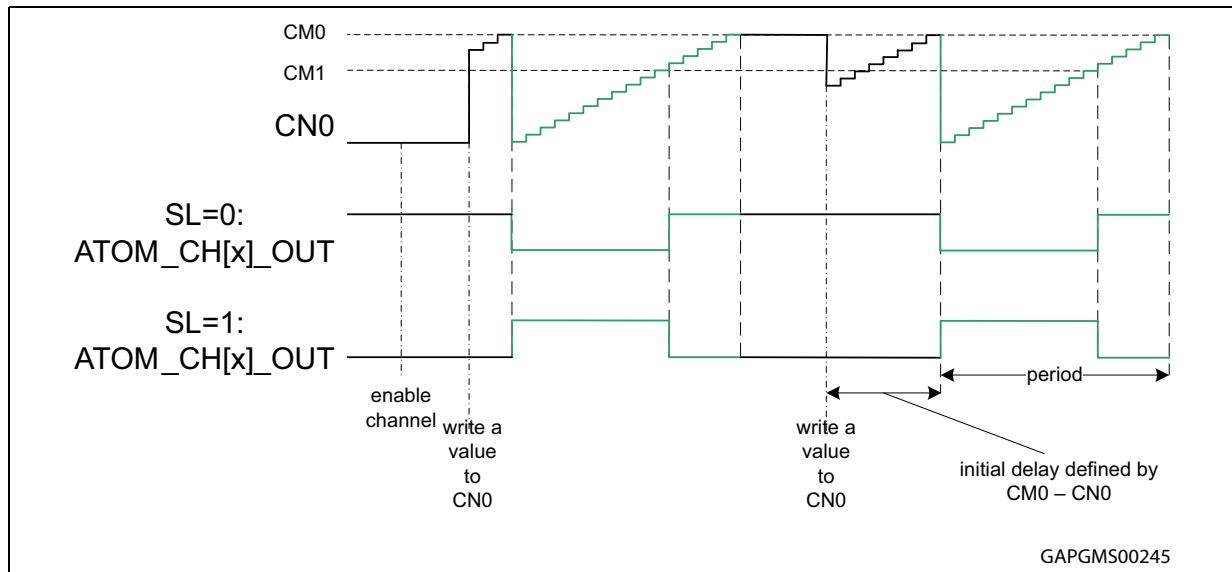 CM0
CM1
CN0
SL=0:
ATOM_CH[x]_OUT
SL=1:
ATOM_CH[x]_OUT
enable
channel
write a
value
to
CN0
write a
value
to
CN0
period
initial delay defined by
CM0 – CN0
GAPGMS00245